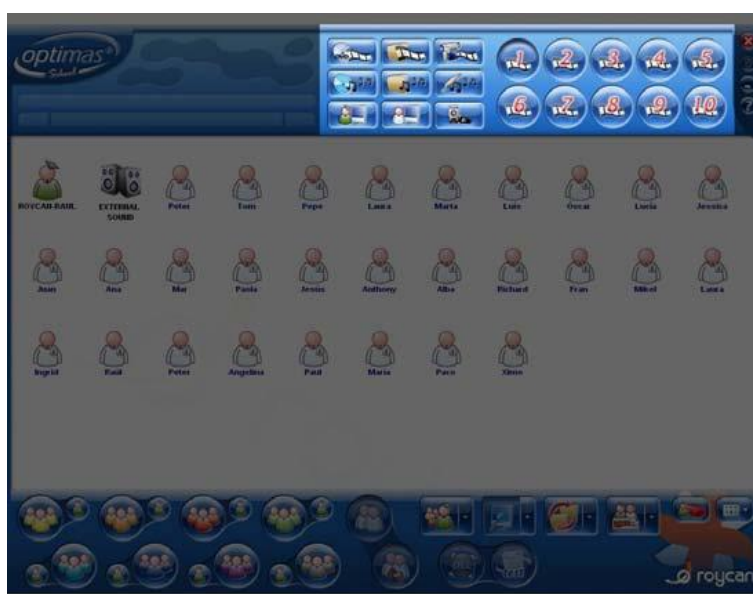 optimas®
School
1 2 3 4 5
6 7 8 9 10
ROYCAN-RAUL EXTERNAL SOUND Peter Tom Pepe Laura Marta Luis Oscar Lucia Jessica
Juan Ana Mar Paola Jesús Anthony Alba Richard Fran Mikel Laura
Ingrid Raúl Peter Angelina Paul Maria Paco Ximo
roycan